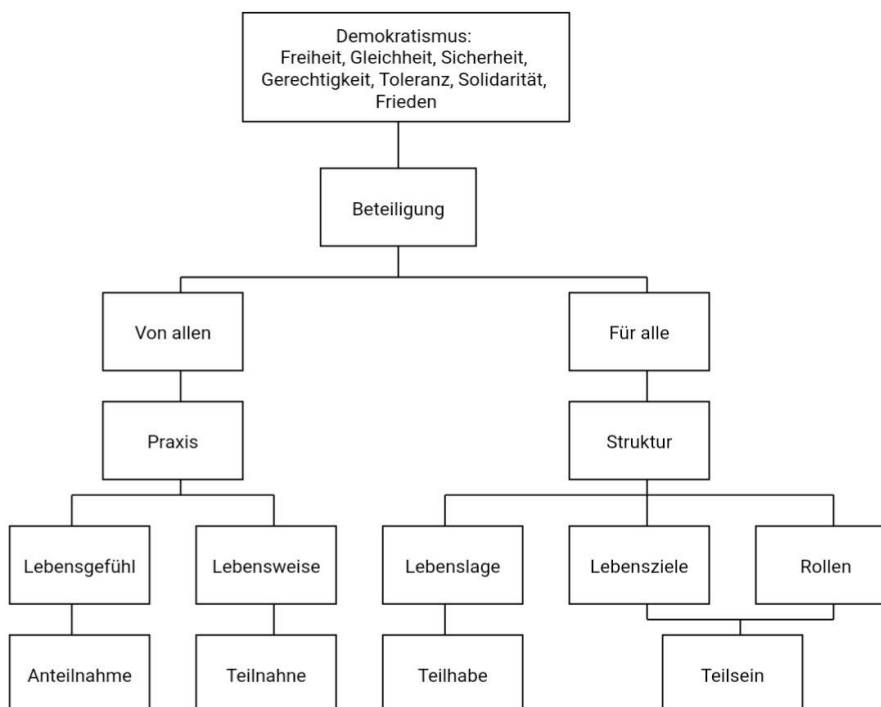 Demokratismus:
Freiheit, Gleichheit, Sicherheit,
Gerechtigkeit, Toleranz, Solidarität,
Frieden
Beteiligung
Von allen
Für alle
Praxis
Struktur
Lebensgefühl
Lebensweise
Lebenslage
Lebensziele
Rollen
Anteilnahme
Teilnahne
Teilhabe
Teilsein